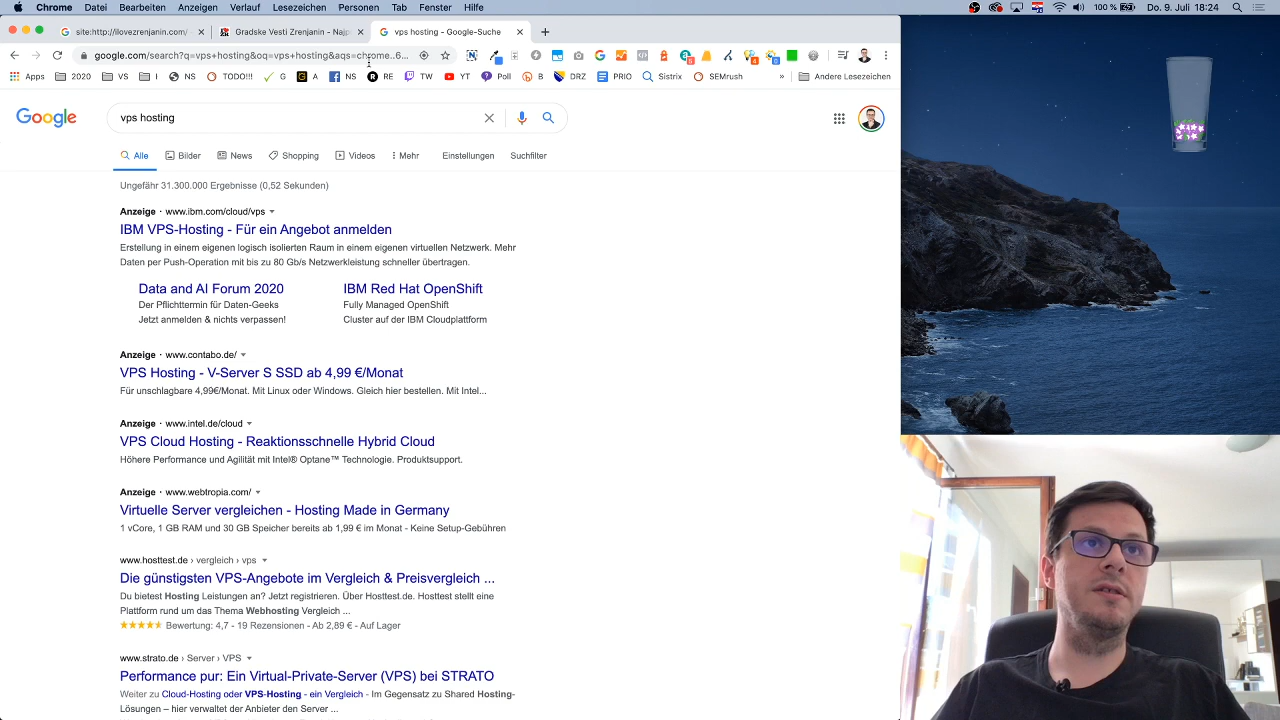 Chrome Datei Bearbeiten Anzeigen Verlauf Lesezeichen Personen Tab Fenster Hilfe 100 % Do. 9. Juli 18:24
site:http://ilovezrenjanin.com/ Gradske Vesti Zrenjanin - Najp vps hosting - Google-Suche
google.com/search?q=vps+hosting&oq=vps+hosting&aqs=chrome..6...
Apps 2020 VS I NS TODO!!! G A NS RE TW YT Poll B DRZ PRIO Sistrix SEMrush » Andere Lesezeichen
Google
vps hosting
Alle Bilder News Shopping Videos Mehr Einstellungen Suchfilter
Ungefähr 31.300.000 Ergebnisse (0,52 Sekunden)
Anzeige · www.ibm.com/cloud/vps
IBM VPS-Hosting - Für ein Angebot anmelden
Erstellung in einem eigenen logisch isolierten Raum in einem eigenen virtuellen Netzwerk. Mehr
Daten per Push-Operation mit bis zu 80 Gb/s Netzwerkleistung schneller übertragen.
Data and AI Forum 2020
Der Pflichttermin für Daten-Geeks
Jetzt anmelden & nichts verpassen!
IBM Red Hat OpenShift
Fully Managed OpenShift
Cluster auf der IBM Cloudplattform
Anzeige · www.contabo.de/
VPS Hosting - V-Server S SSD ab 4,99 €/Monat
Für unschlagbare 4,99€/Monat. Mit Linux oder Windows. Gleich hier bestellen. Mit Intel...
Anzeige · www.intel.de/cloud
VPS Cloud Hosting - Reaktionsschnelle Hybrid Cloud
Höhere Performance und Agilität mit Intel® Optane™ Technologie. Produktsupport.
Anzeige · www.webtropia.com/
Virtuelle Server vergleichen - Hosting Made in Germany
1 vCore, 1 GB RAM und 30 GB Speicher bereits ab 1,99 € im Monat - Keine Setup-Gebühren
www.hosttest.de › vergleich › vps
Die günstigsten VPS-Angebote im Vergleich & Preisvergleich ...
Du bietest Hosting Leistungen an? Jetzt registrieren. Über Hosttest.de. Hosttest stellt eine
Plattform rund um das Thema Webhosting Vergleich ...
Bewertung: 4,7 - 19 Rezensionen - Ab 2,89 € - Auf Lager
www.strato.de › Server › VPS
Performance pur: Ein Virtual-Private-Server (VPS) bei STRATO
Weiter zu Cloud-Hosting oder VPS-Hosting - ein Vergleich - Im Gegensatz zu Shared Hosting-
Lösungen – hier verwaltet der Anbieter den Server ...